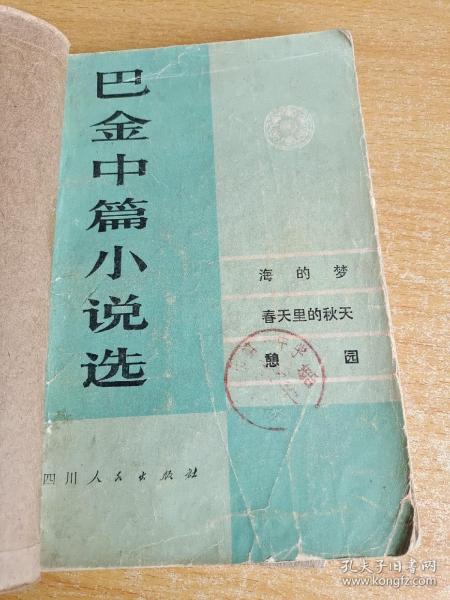 巴金中篇小说选
海的梦
春天里的秋天
憩园
四川人民出版社
孔夫子旧书网
www.kongfz.com